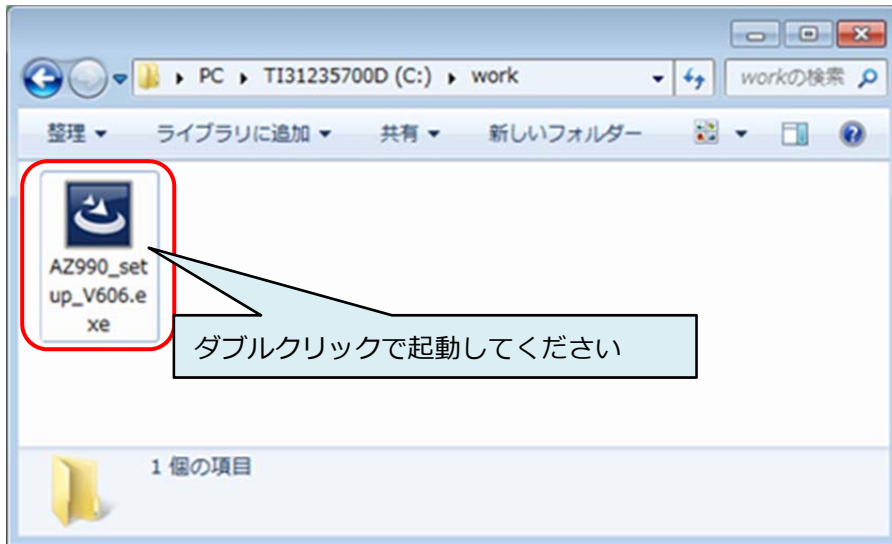 PC ▸ TI31235700D (C:) ▸ work
workの検索
整理 ▼ ライブラリに追加 ▼ 共有 ▼ 新しいフォルダー
AZ990_set
up_V606.e
xe
ダブルクリックで起動してください
1 個の項目